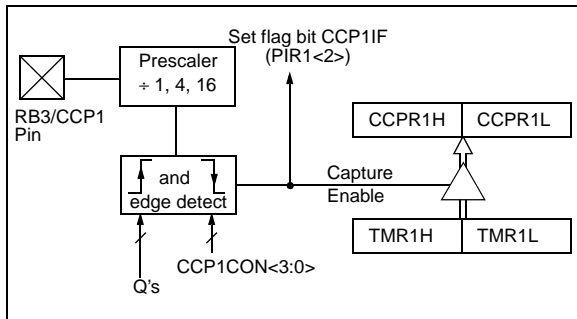 Set flag bit CCP1IF
(PIR1<2>)
Prescaler
÷ 1, 4, 16
RB3/CCP1
Pin
CCPR1H
CCPR1L
and
edge detect
Capture
Enable
TMR1H
TMR1L
CCP1CON<3:0>
Q's